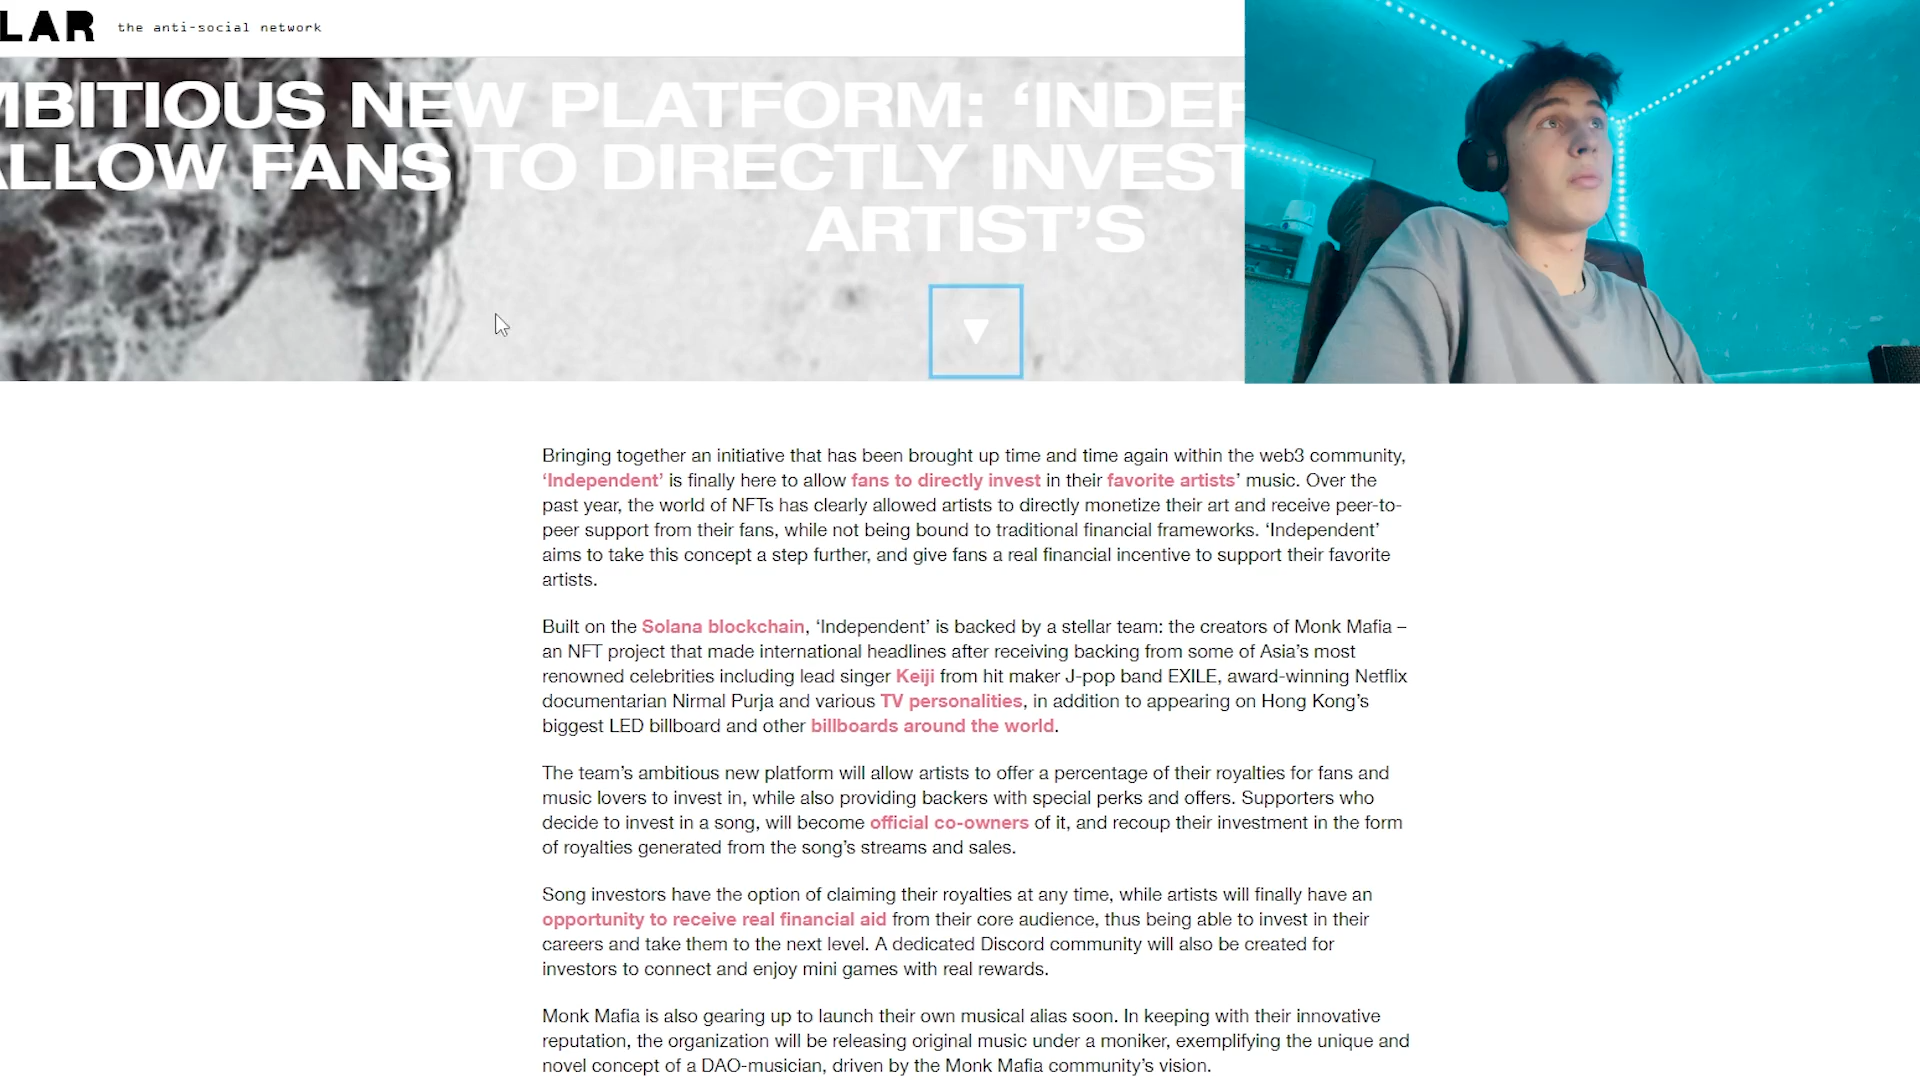 LAR the anti-social network
MBITIOUS NEW PLATFORM: ‘INDEP
ALLOW FANS TO DIRECTLY INVEST
ARTIST’S
Bringing together an initiative that has been brought up time and time again within the web3 community,
‘Independent’ is finally here to allow fans to directly invest in their favorite artists’ music. Over the
past year, the world of NFTs has clearly allowed artists to directly monetize their art and receive peer-to-
peer support from their fans, while not being bound to traditional financial frameworks. ‘Independent’
aims to take this concept a step further, and give fans a real financial incentive to support their favorite
artists.
Built on the Solana blockchain, ‘Independent’ is backed by a stellar team: the creators of Monk Mafia –
an NFT project that made international headlines after receiving backing from some of Asia’s most
renowned celebrities including lead singer Keiji from hit maker J-pop band EXILE, award-winning Netflix
documentarian Nirmal Purja and various TV personalities, in addition to appearing on Hong Kong’s
biggest LED billboard and other billboards around the world.
The team’s ambitious new platform will allow artists to offer a percentage of their royalties for fans and
music lovers to invest in, while also providing backers with special perks and offers. Supporters who
decide to invest in a song, will become official co-owners of it, and recoup their investment in the form
of royalties generated from the song’s streams and sales.
Song investors have the option of claiming their royalties at any time, while artists will finally have an
opportunity to receive real financial aid from their core audience, thus being able to invest in their
careers and take them to the next level. A dedicated Discord community will also be created for
investors to connect and enjoy mini games with real rewards.
Monk Mafia is also gearing up to launch their own musical alias soon. In keeping with their innovative
reputation, the organization will be releasing original music under a moniker, exemplifying the unique and
novel concept of a DAO-musician, driven by the Monk Mafia community’s vision.